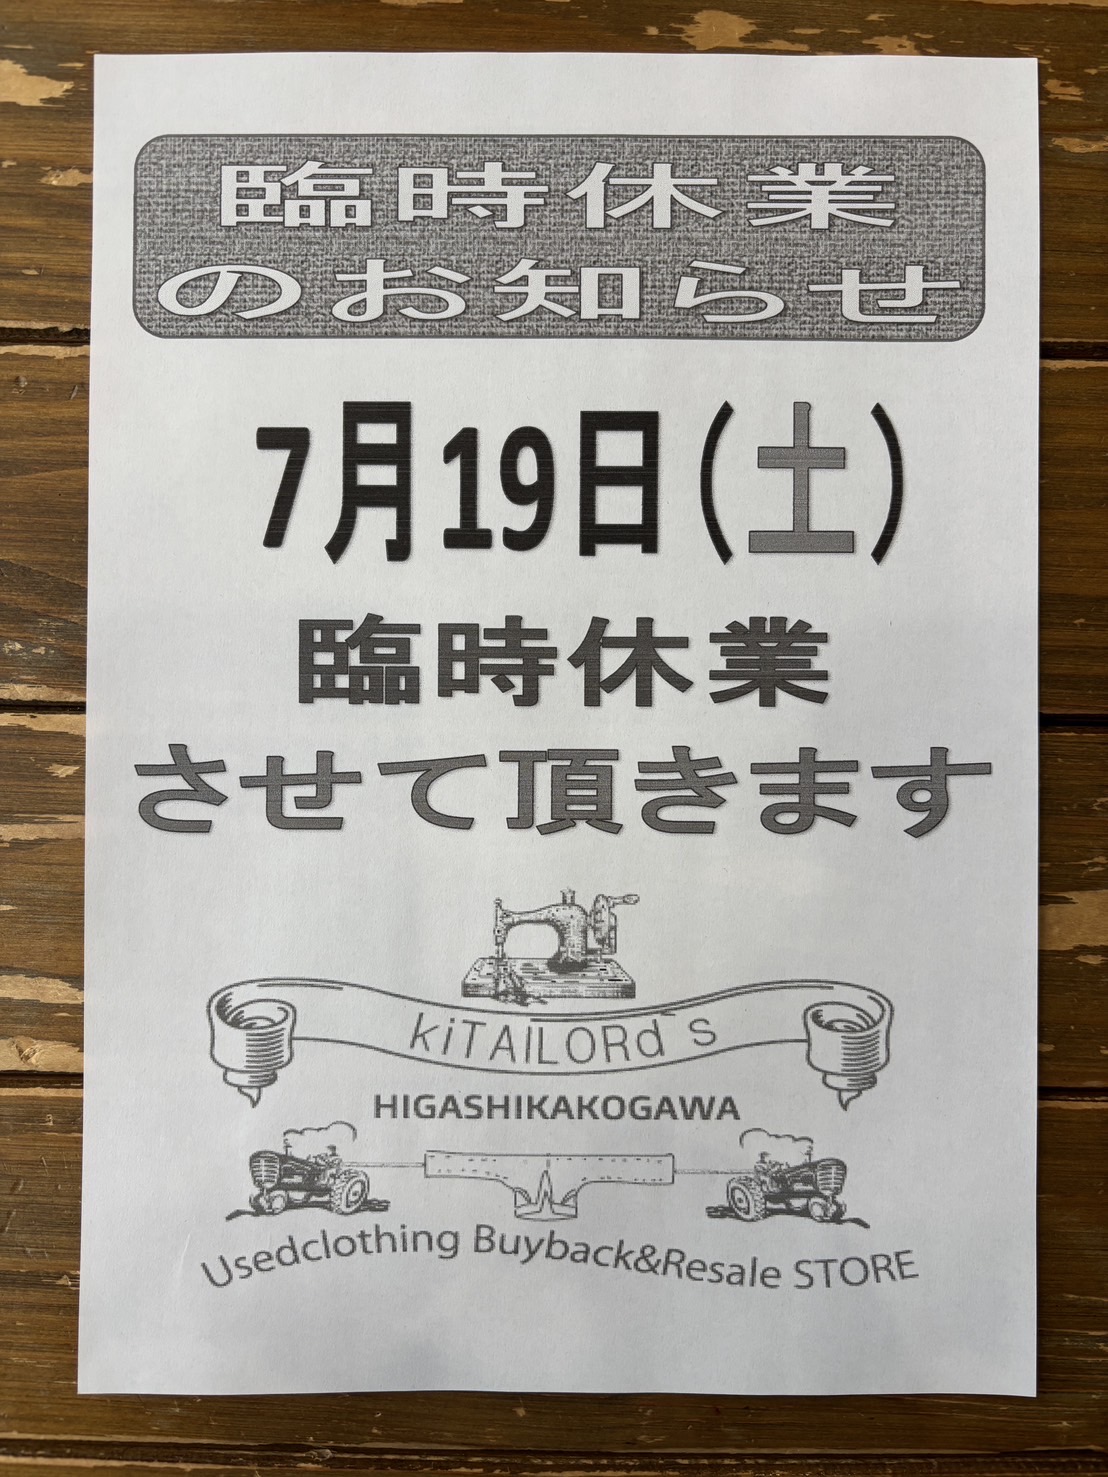 臨時休業
のお知らせ
7月19日(土)
臨時休業
させて頂きます
kiTAILORd`s
HIGASHIKAKOGAWA
Usedclothing Buyback&Resale STORE